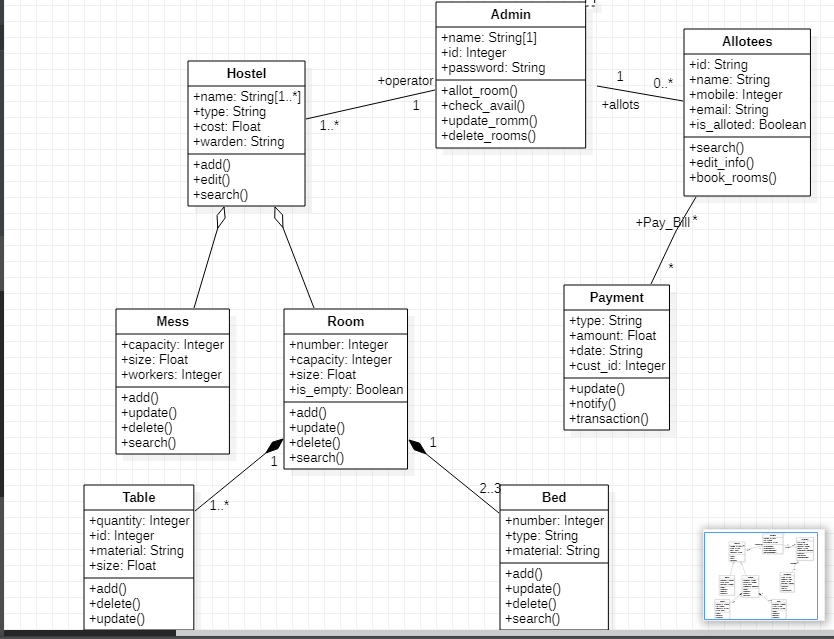 Admin
+name: String[1]
+id: Integer
+password: String
+allot_room()
+check_avail()
+update_romm()
+delete_rooms()
Allotees
+id: String
+name: String
+mobile: Integer
+email: String
+is_alloted: Boolean
+search()
+edit_info()
+book_rooms()
Hostel
+name: String[1..*]
+type: String
+cost: Float
+warden: String
+add()
+edit()
+search()
+operator
1
1..*
1
0..*
+allots
+Pay_Bill
*
*
Payment
+type: String
+amount: Float
+date: String
+cust_id: Integer
+update()
+notify()
+transaction()
Mess
+capacity: Integer
+size: Float
+workers: Integer
+add()
+update()
+delete()
+search()
Room
+number: Integer
+capacity: Integer
+size: Float
+is_empty: Boolean
+add()
+update()
+delete()
+search()
1
1..*
1
2..3
Table
+quantity: Integer
+id: Integer
+material: String
+size: Float
+add()
+delete()
+update()
Bed
+number: Integer
+type: String
+material: String
+add()
+update()
+delete()
+search()